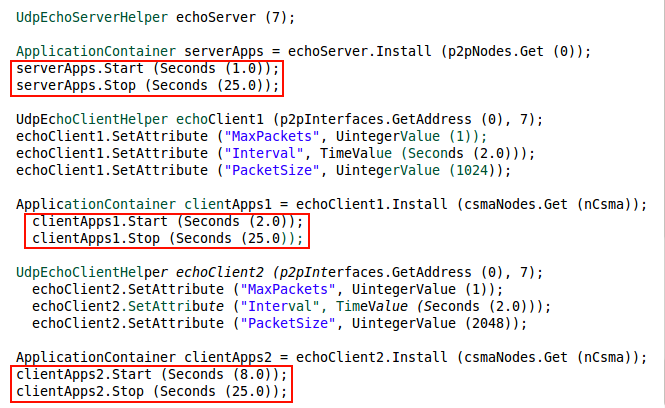 UdpEchoServerHelper echoServer (7);
ApplicationContainer serverApps = echoServer.Install (p2pNodes.Get (0));
serverApps.Start (Seconds (1.0));
serverApps.Stop (Seconds (25.0));
UdpEchoClientHelper echoClient1 (p2pInterfaces.GetAddress (0), 7);
echoClient1.SetAttribute ("MaxPackets", UintegerValue (1));
echoClient1.SetAttribute ("Interval", TimeValue (Seconds (2.0)));
echoClient1.SetAttribute ("PacketSize", UintegerValue (1024));
ApplicationContainer clientApps1 = echoClient1.Install (csmaNodes.Get (nCsma));
clientApps1.Start (Seconds (2.0));
clientApps1.Stop (Seconds (25.0));
UdpEchoClientHelper echoClient2 (p2pInterfaces.GetAddress (0), 7);
echoClient2.SetAttribute ("MaxPackets", UintegerValue (1));
echoClient2.SetAttribute ("Interval", TimeValue (Seconds (2.0)));
echoClient2.SetAttribute ("PacketSize", UintegerValue (2048));
ApplicationContainer clientApps2 = echoClient2.Install (csmaNodes.Get (nCsma));
clientApps2.Start (Seconds (8.0));
clientApps2.Stop (Seconds (25.0));